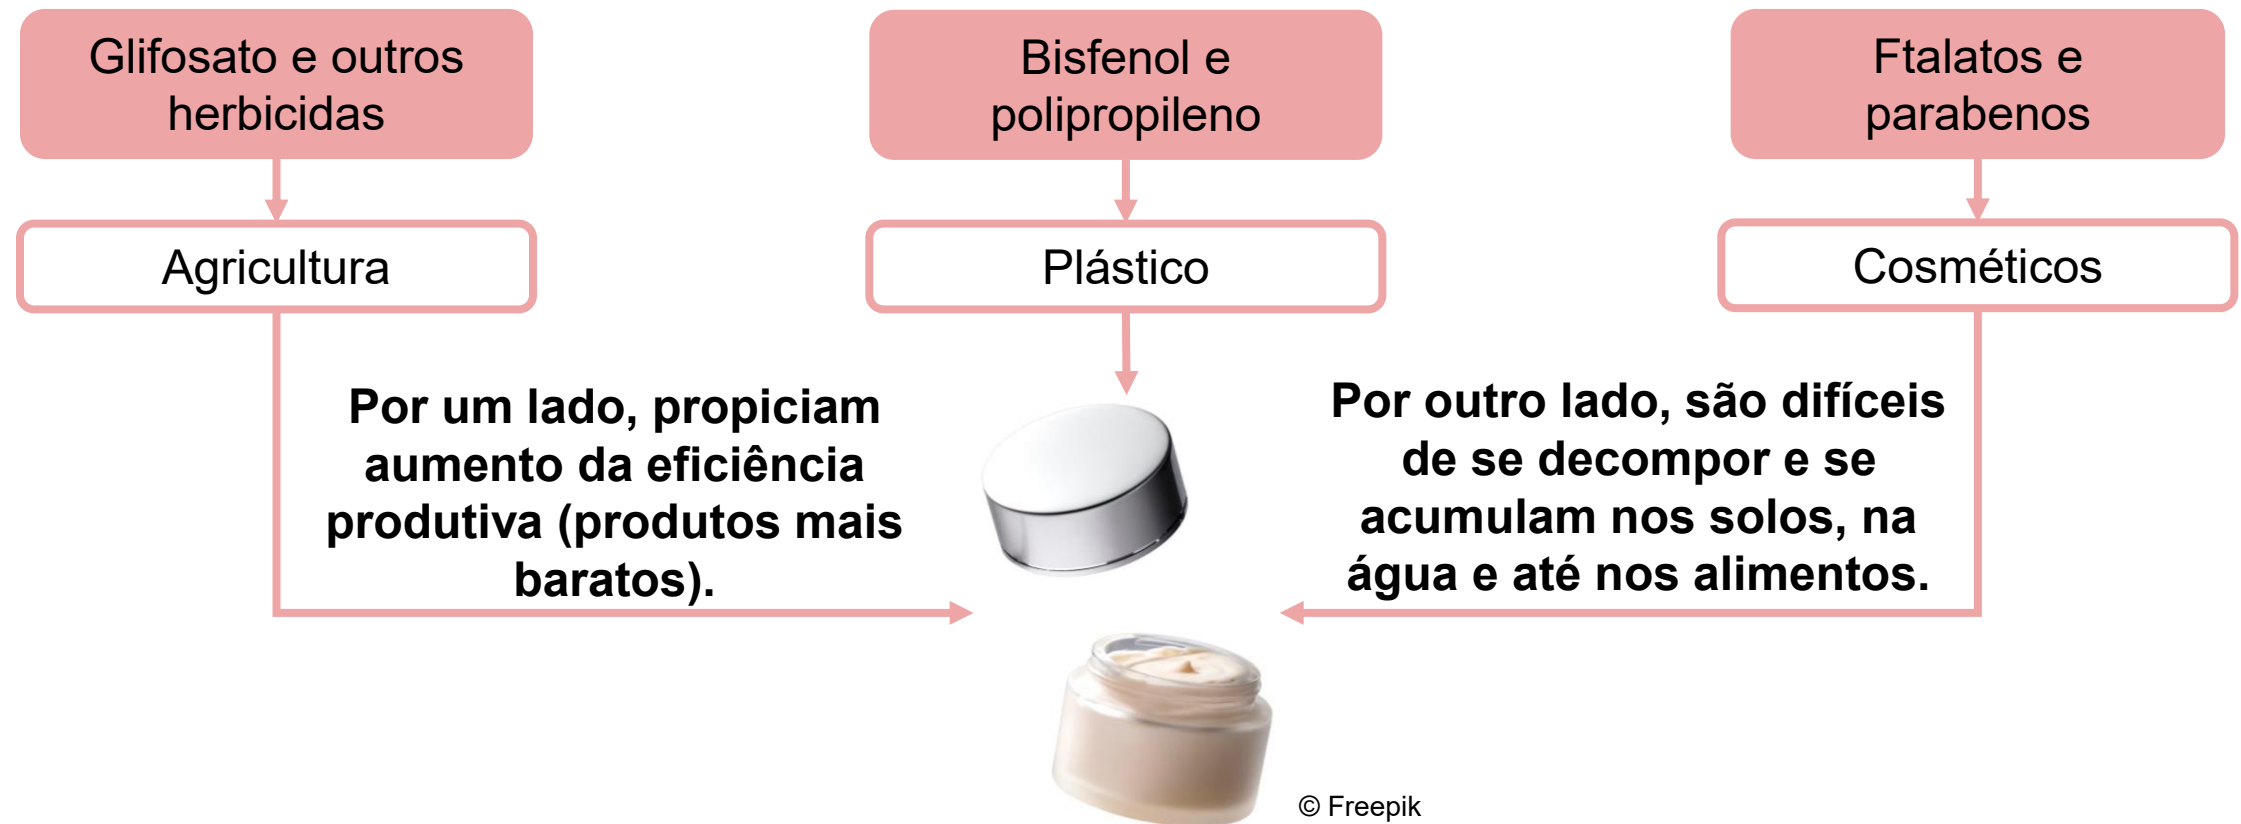 Glifosato e outros
herbicidas
Bisfenol e
polipropileno
Ftalatos e
parabenos
Agricultura
Plástico
Cosméticos
Por um lado, propiciam
aumento da eficiência
produtiva (produtos mais
baratos).
Por outro lado, são difíceis
de se decompor e se
acumulam nos solos, na
água e até nos alimentos.
© Freepik